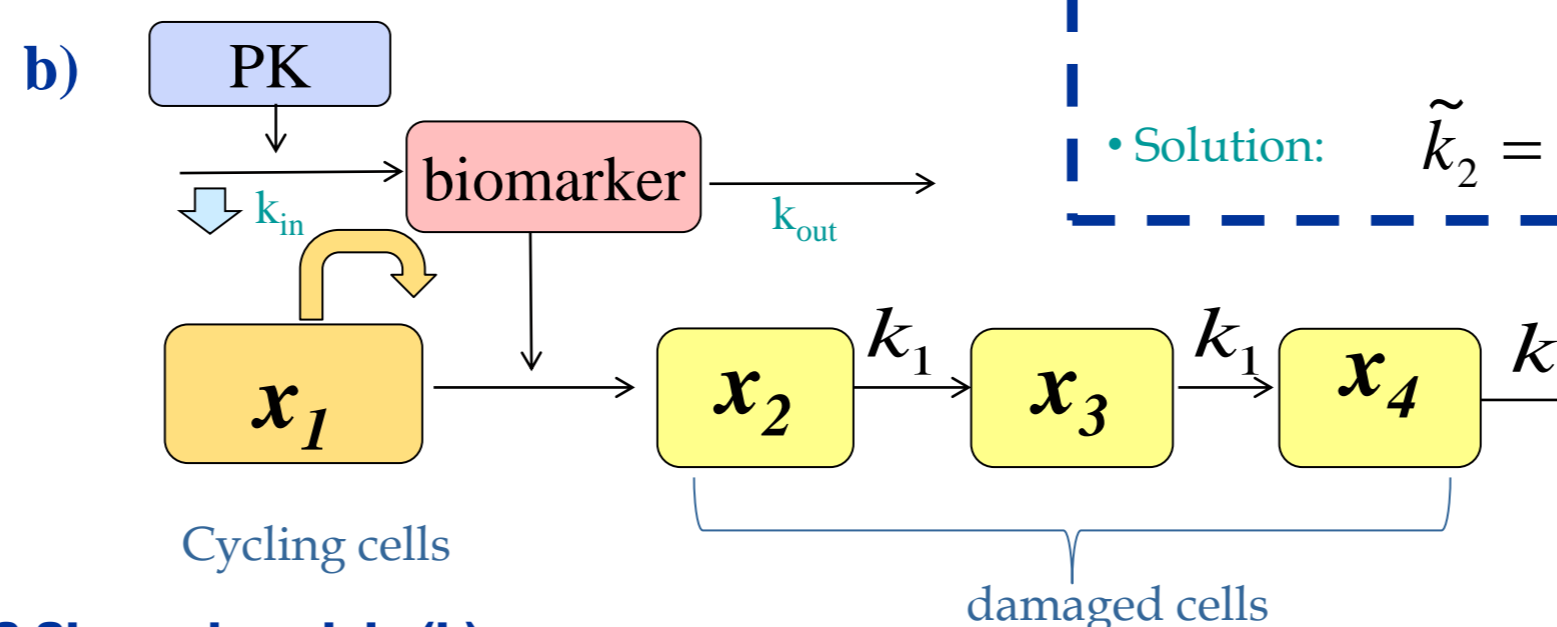 b)
PK
biomarker
k_in
k_out
• Solution: k̃₂ =
x₁
x₂
k₁
x₃
k₁
x₄
k
Cycling cells
damaged cells